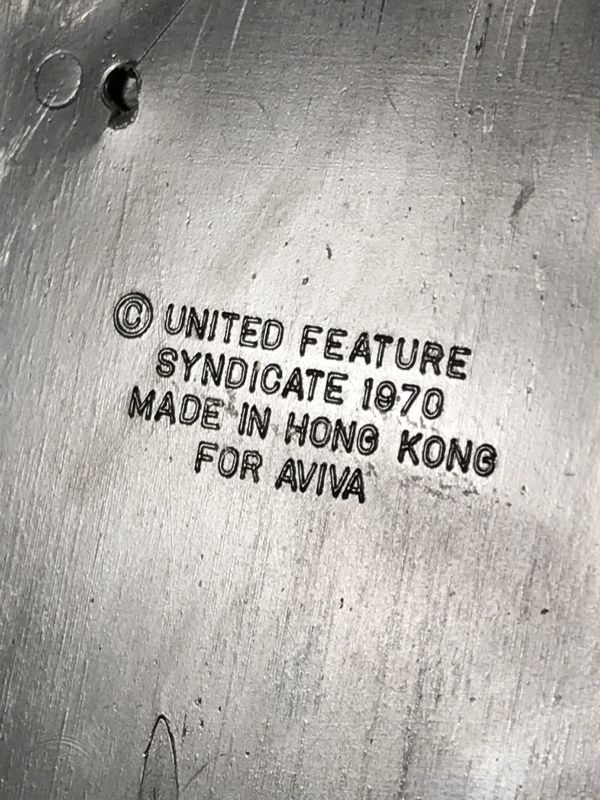 © UNITED FEATURE
SYNDICATE 1970
MADE IN HONG KONG
FOR AVIVA